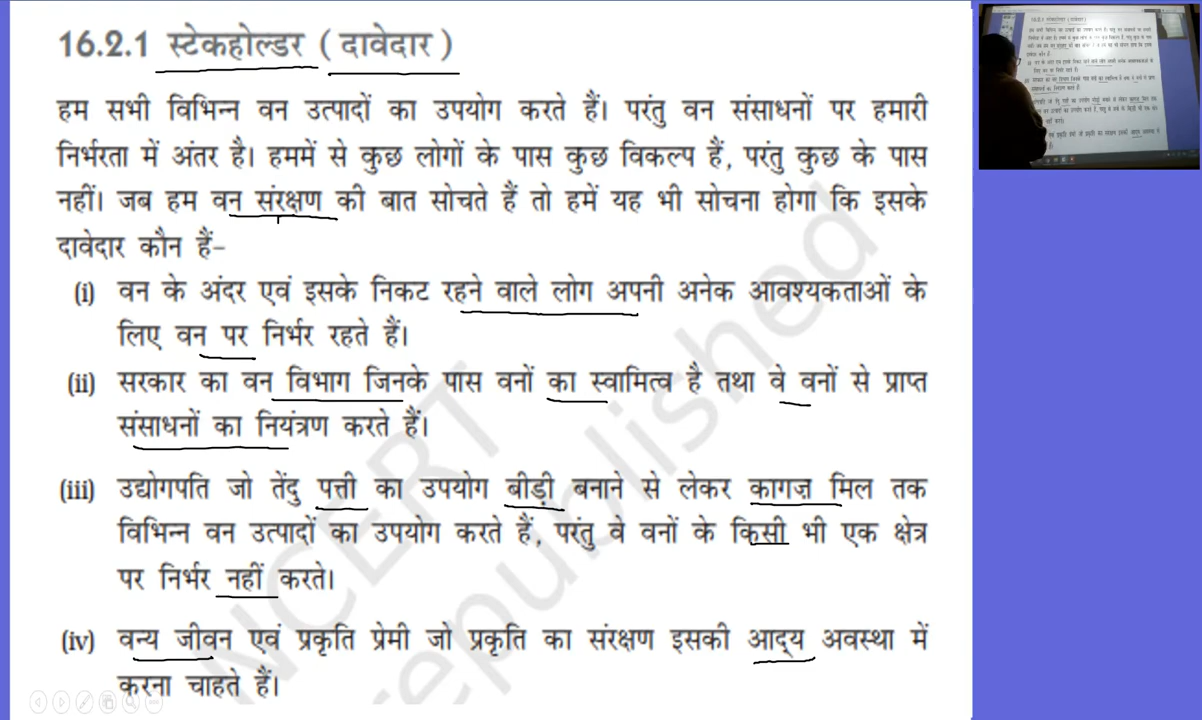 16.2.1 स्टेकहोल्डर (दावेदार)
हम सभी विभिन्न वन उत्पादों का उपयोग करते हैं। परंतु वन संसाधनों पर हमारी
निर्भरता में अंतर है। हममें से कुछ लोगों के पास कुछ विकल्प हैं, परंतु कुछ के पास
नहीं। जब हम वन संरक्षण की बात सोचते हैं तो हमें यह भी सोचना होगा कि इसके
दावेदार कौन हैं–
(i) वन के अंदर एवं इसके निकट रहने वाले लोग अपनी अनेक आवश्यकताओं के
लिए वन पर निर्भर रहते हैं।
(ii) सरकार का वन विभाग जिनके पास वनों का स्वामित्व है तथा वे वनों से प्राप्त
संसाधनों का नियंत्रण करते हैं।
(iii) उद्योगपति जो तेंदु पत्ती का उपयोग बीड़ी बनाने से लेकर कागज़ मिल तक
विभिन्न वन उत्पादों का उपयोग करते हैं, परंतु वे वनों के किसी भी एक क्षेत्र
पर निर्भर नहीं करते।
(iv) वन्य जीवन एवं प्रकृति प्रेमी जो प्रकृति का संरक्षण इसकी आद्य अवस्था में
करना चाहते हैं।
NCERT
republished